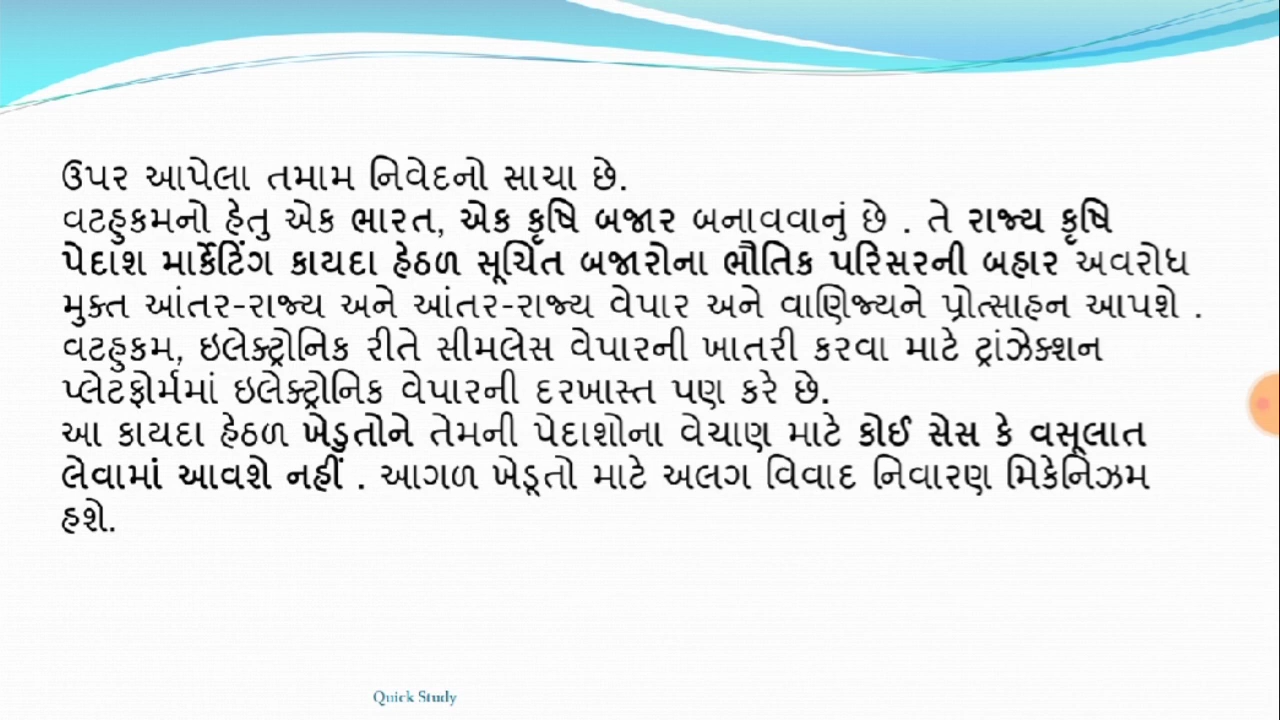 ઉપર આપેલા તમામ નિવેદનો સાચા છે.
વટહુકમનો હેતુ એક ભારત, એક કૃષિ બજાર બનાવવાનું છે . તે રાજ્ય કૃષિ
પેદાશ માર્કેટિંગ કાયદા હેઠળ સૂચિત બજારોના ભૌતિક પરિસરની બહાર અવરોધ
મુક્ત આંતર-રાજ્ય અને આંતર-રાજ્ય વેપાર અને વાણિજ્યને પ્રોત્સાહન આપશે .
વટહુકમ, ઇલેક્ટ્રોનિક રીતે સીમલેસ વેપારની ખાતરી કરવા માટે ટ્રાંઝેક્શન
પ્લેટફોર્મમાં ઇલેક્ટ્રોનિક વેપારની દરખાસ્ત પણ કરે છે.
આ કાયદા હેઠળ ખેડુતોને તેમની પેદાશોના વેચાણ માટે કોઈ સેસ કે વસૂલાત
લેવામાં આવશે નહીં . આગળ ખેડૂતો માટે અલગ વિવાદ નિવારણ મિકેનિઝમ
હશે.
Quick Study